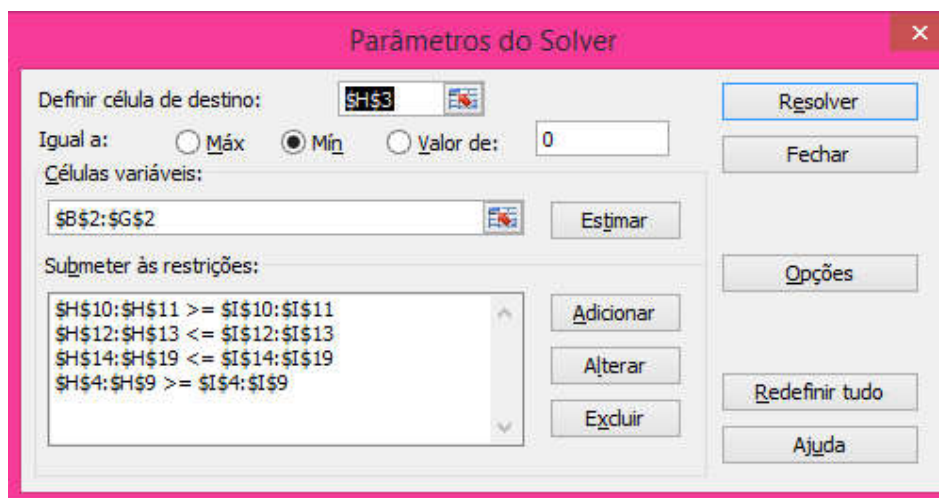 Parâmetros do Solver
Definir célula de destino: $H$3
Resolver
Igual a: Máx Mín Valor de: 0
Fechar
Células variáveis:
$B$2:$G$2
Estimar
Submeter às restrições:
Opções
$H$10:$H$11 >= $I$10:$I$11
$H$12:$H$13 <= $I$12:$I$13
$H$14:$H$19 <= $I$14:$I$19
$H$4:$H$9 >= $I$4:$I$9
Adicionar
Alterar
Excluir
Redefinir tudo
Ajuda